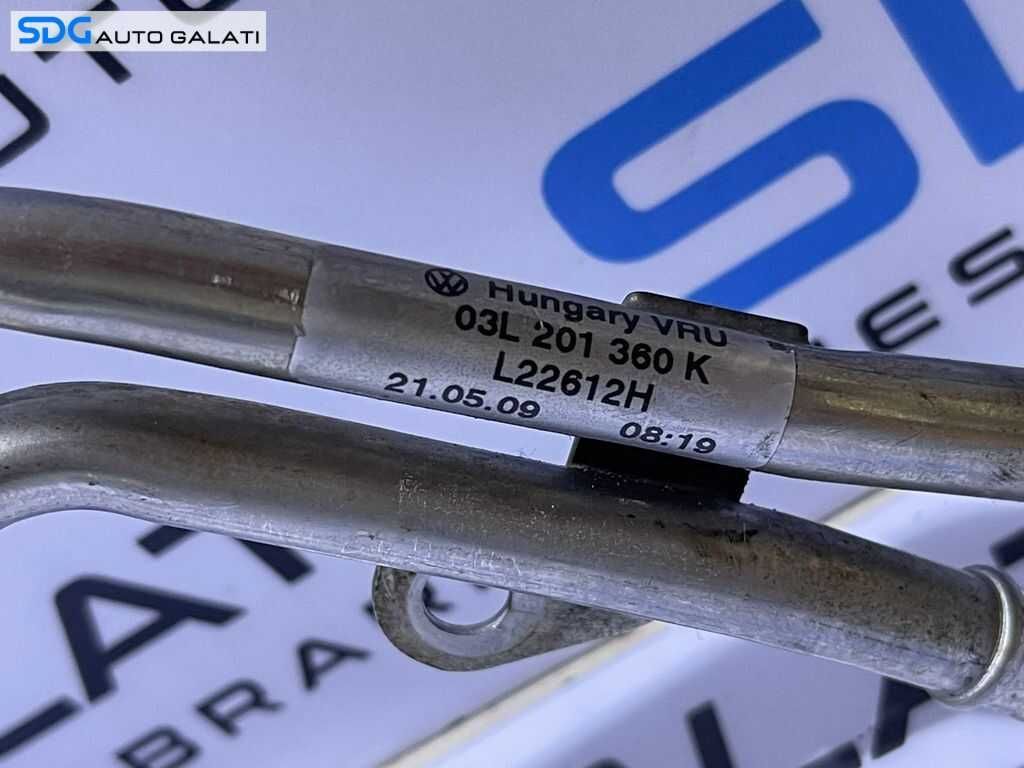 SDG AUTO GALATI
Hungary VRU
03L 201 360 K
L22612H
21.05.09 08:19